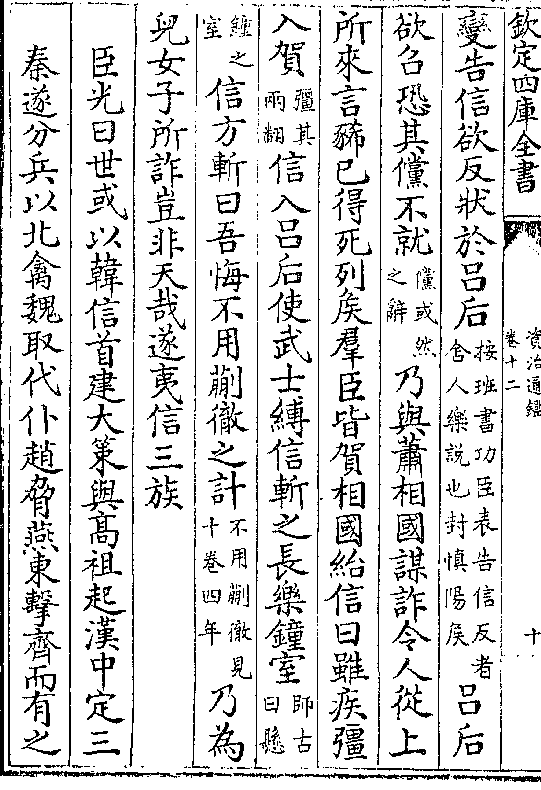 欽定四庫全書
資治通鑑
卷十二
十
變告信欲反狀於吕后按班書功臣表告信反者舍人樂說也封慎陽侯吕后
欲召恐其儻不就儻或然之辭乃與蕭相國謀詐令人從上
所來言豨已得死列矦羣臣皆賀相國紿信曰雖疾彊
入賀彊其兩翻信入吕后使武士縛信斬之長樂鐘室師古曰懸
鐘之室信方斬曰吾悔不用蒯徹之計不用蒯徹見十卷四年乃為
兒女子所詐豈非天哉遂夷信三族
臣光曰世或以韓信首建大策與髙祖起漢中定三
秦遂分兵以北禽魏取代仆趙脅燕東擊齊而有之